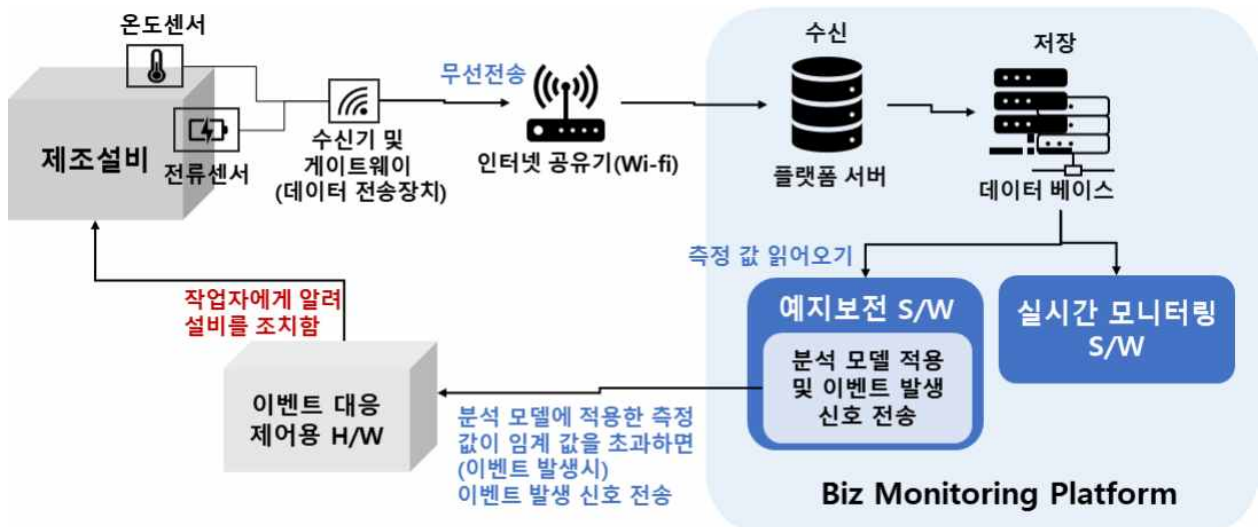 온도센서
제조설비
전류센서
수신기 및
게이트웨이
(데이터 전송장치)
무선전송
인터넷 공유기(Wi-fi)
수신
플랫폼 서버
저장
데이터 베이스
측정 값 읽어오기
예지보전 S/W
분석 모델 적용
및 이벤트 발생
신호 전송
실시간 모니터링
S/W
작업자에게 알려
설비를 조치함
이벤트 대응
제어용 H/W
분석 모델에 적용한 측정
값이 임계 값을 초과하면
(이벤트 발생시)
이벤트 발생 신호 전송
Biz Monitoring Platform